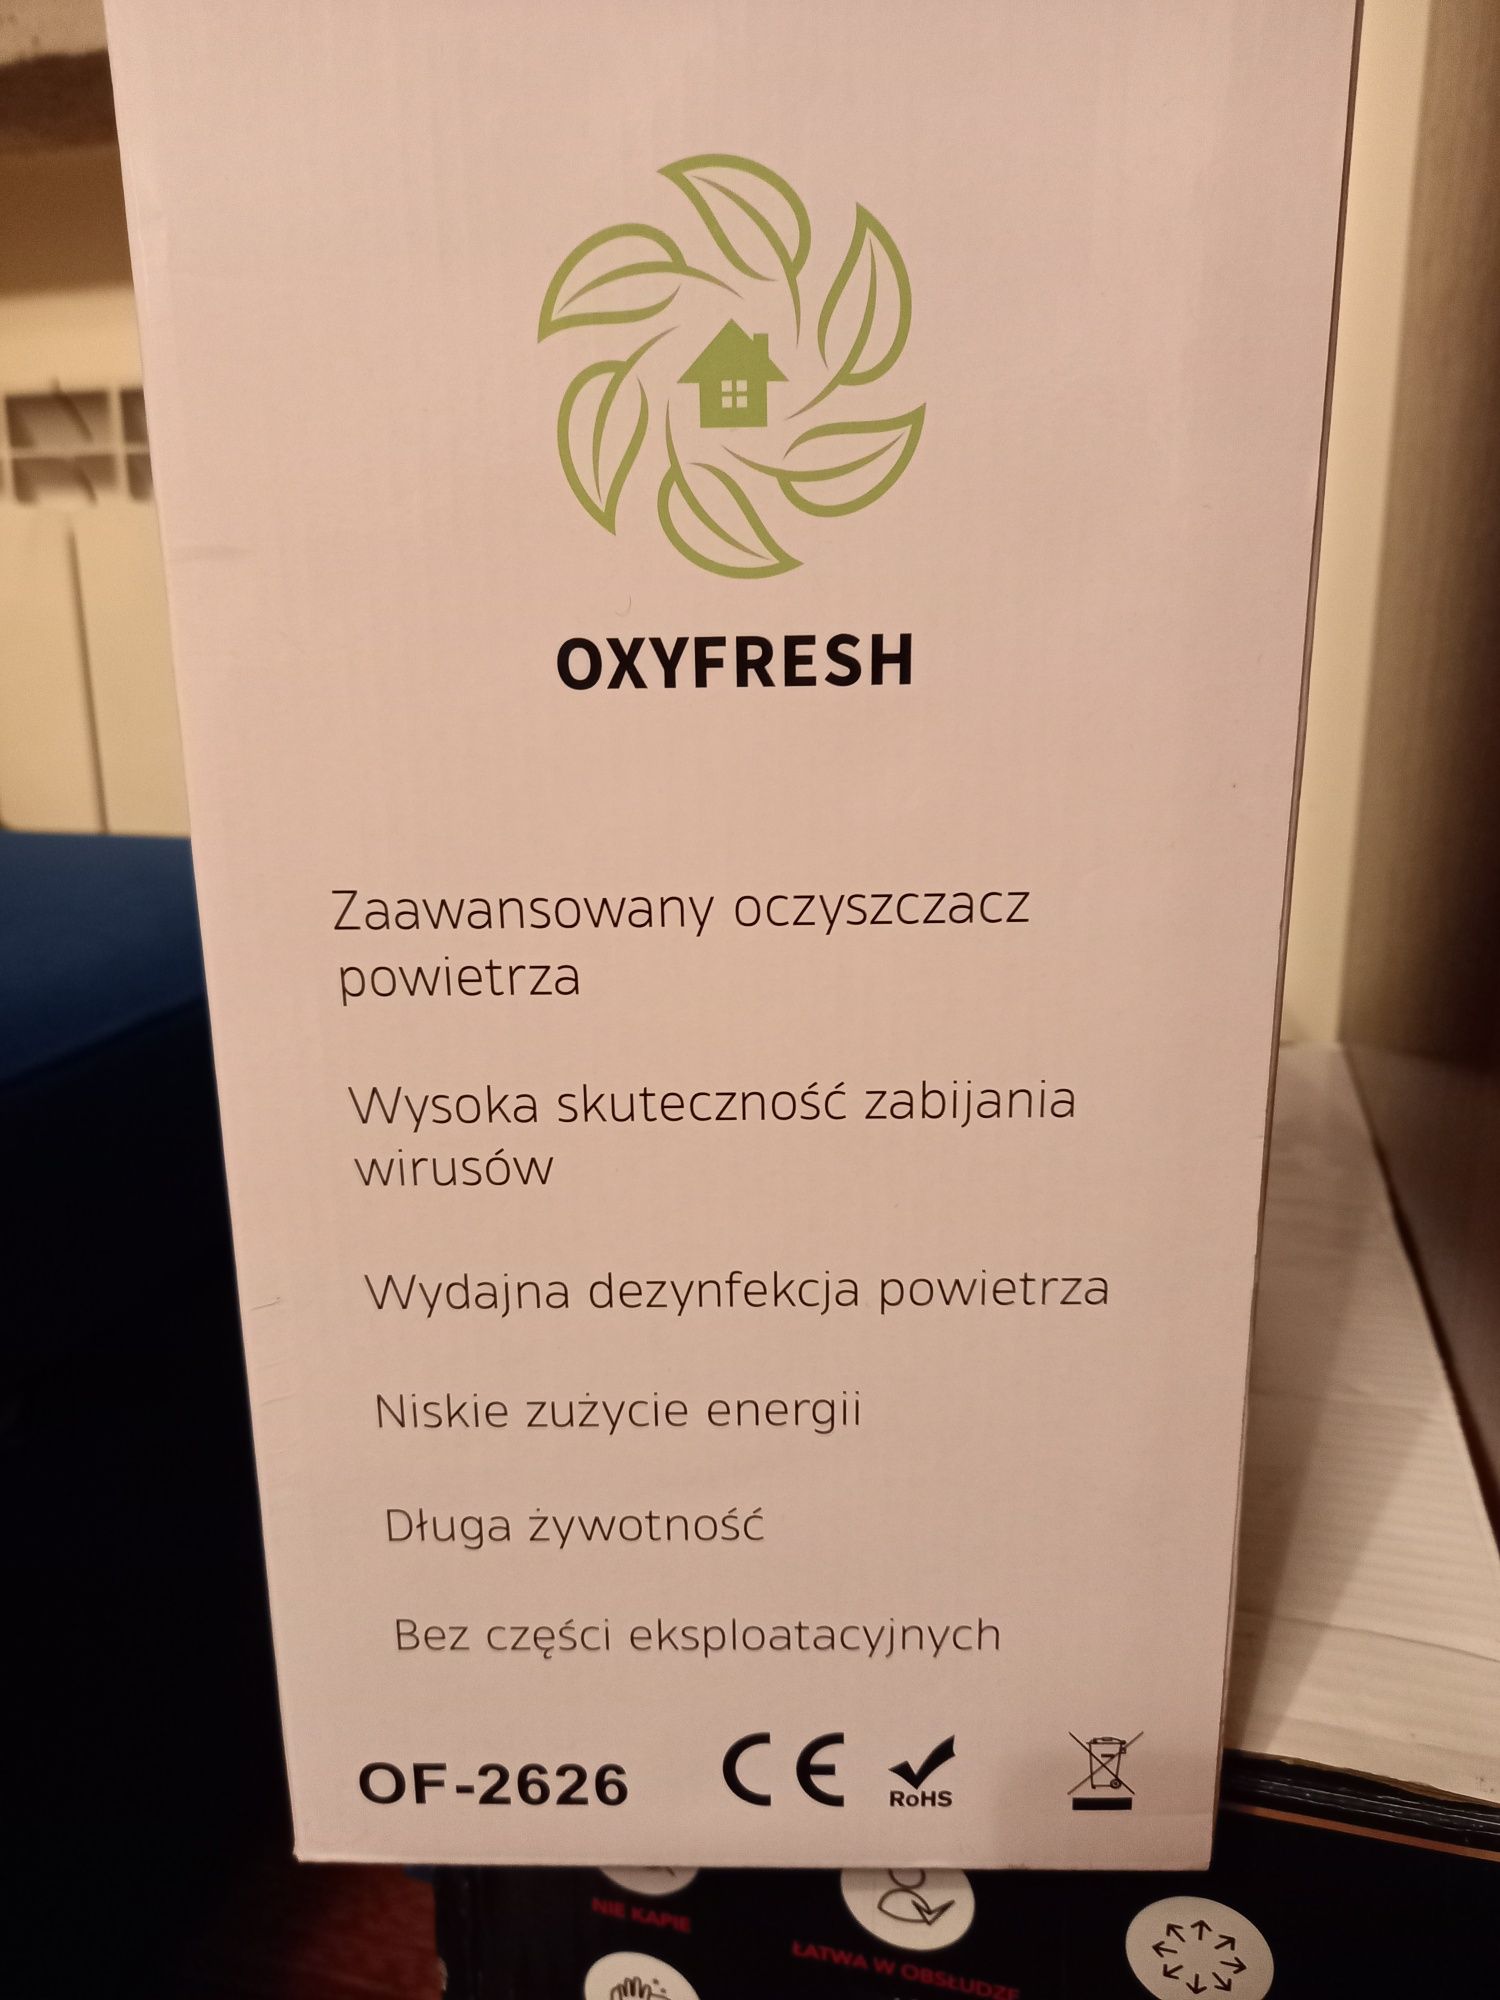 OXYFRESH
Zaawansowany oczyszczacz
powietrza
Wysoka skuteczność zabijania
wirusów
Wydajna dezynfekcja powietrza
Niskie zużycie energii
Długa żywotność
Bez części eksploatacyjnych
OF-2626 CE RoHS
NIE KAPIE
ŁATWA W OBSŁUDZE